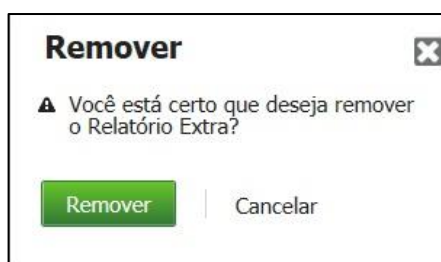 Remover
Você está certo que deseja remover
o Relatório Extra?
Remover
Cancelar